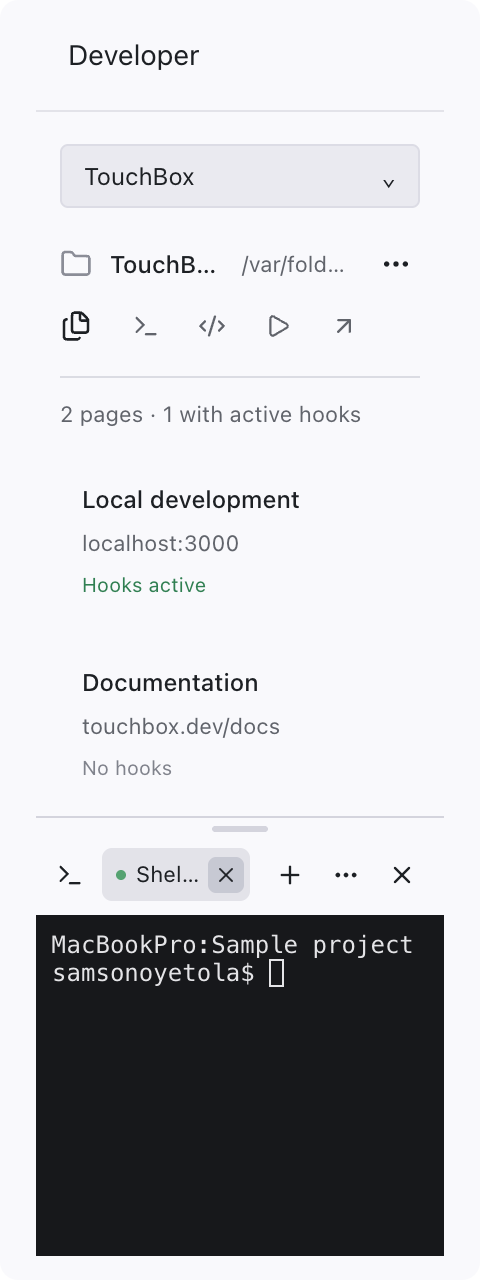 Developer
TouchBox
TouchB... /var/fold...
2 pages · 1 with active hooks
Local development
localhost:3000
Hooks active
Documentation
touchbox.dev/docs
No hooks
Shel...
MacBookPro:Sample project
samsonoyetola$